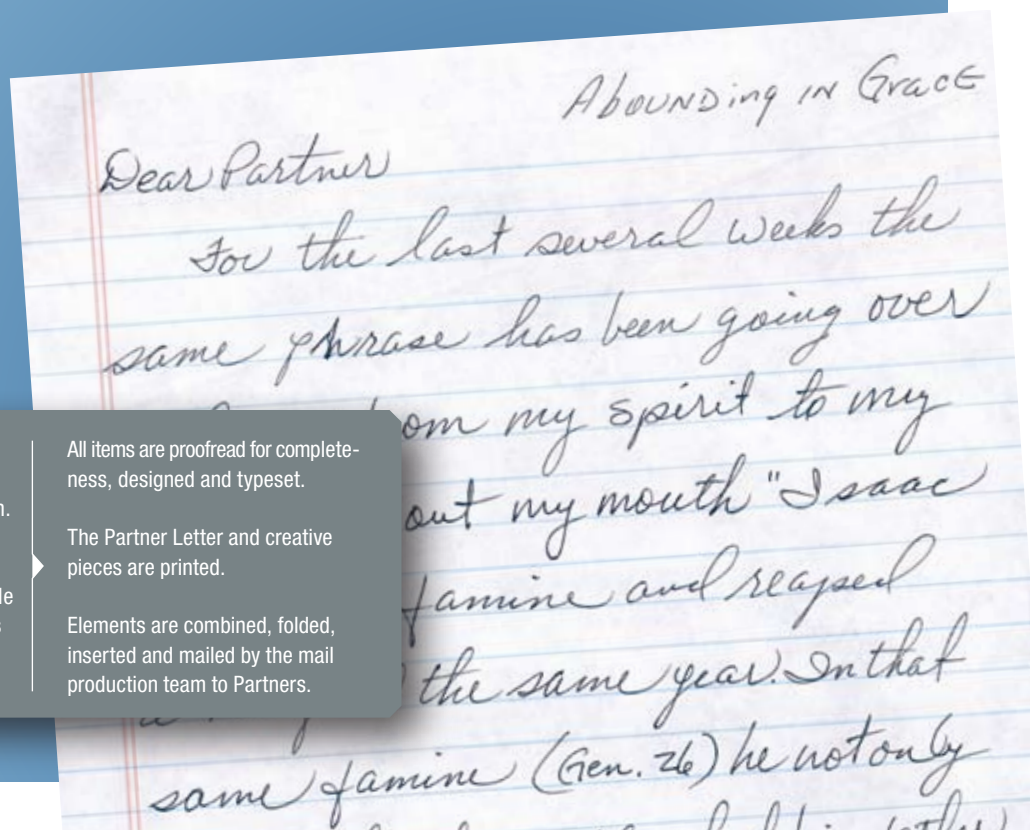 Abounding in Grace
Dear Partner
For the last several weeks the
same phrase has been going over
my spirit to my
out my mouth "Isaac
famine and reaped
the same year. In that
same famine (Gen. 26) he not only
All items are proofread for complete-
ness, designed and typeset.
The Partner Letter and creative
pieces are printed.
Elements are combined, folded,
inserted and mailed by the mail
production team to Partners.